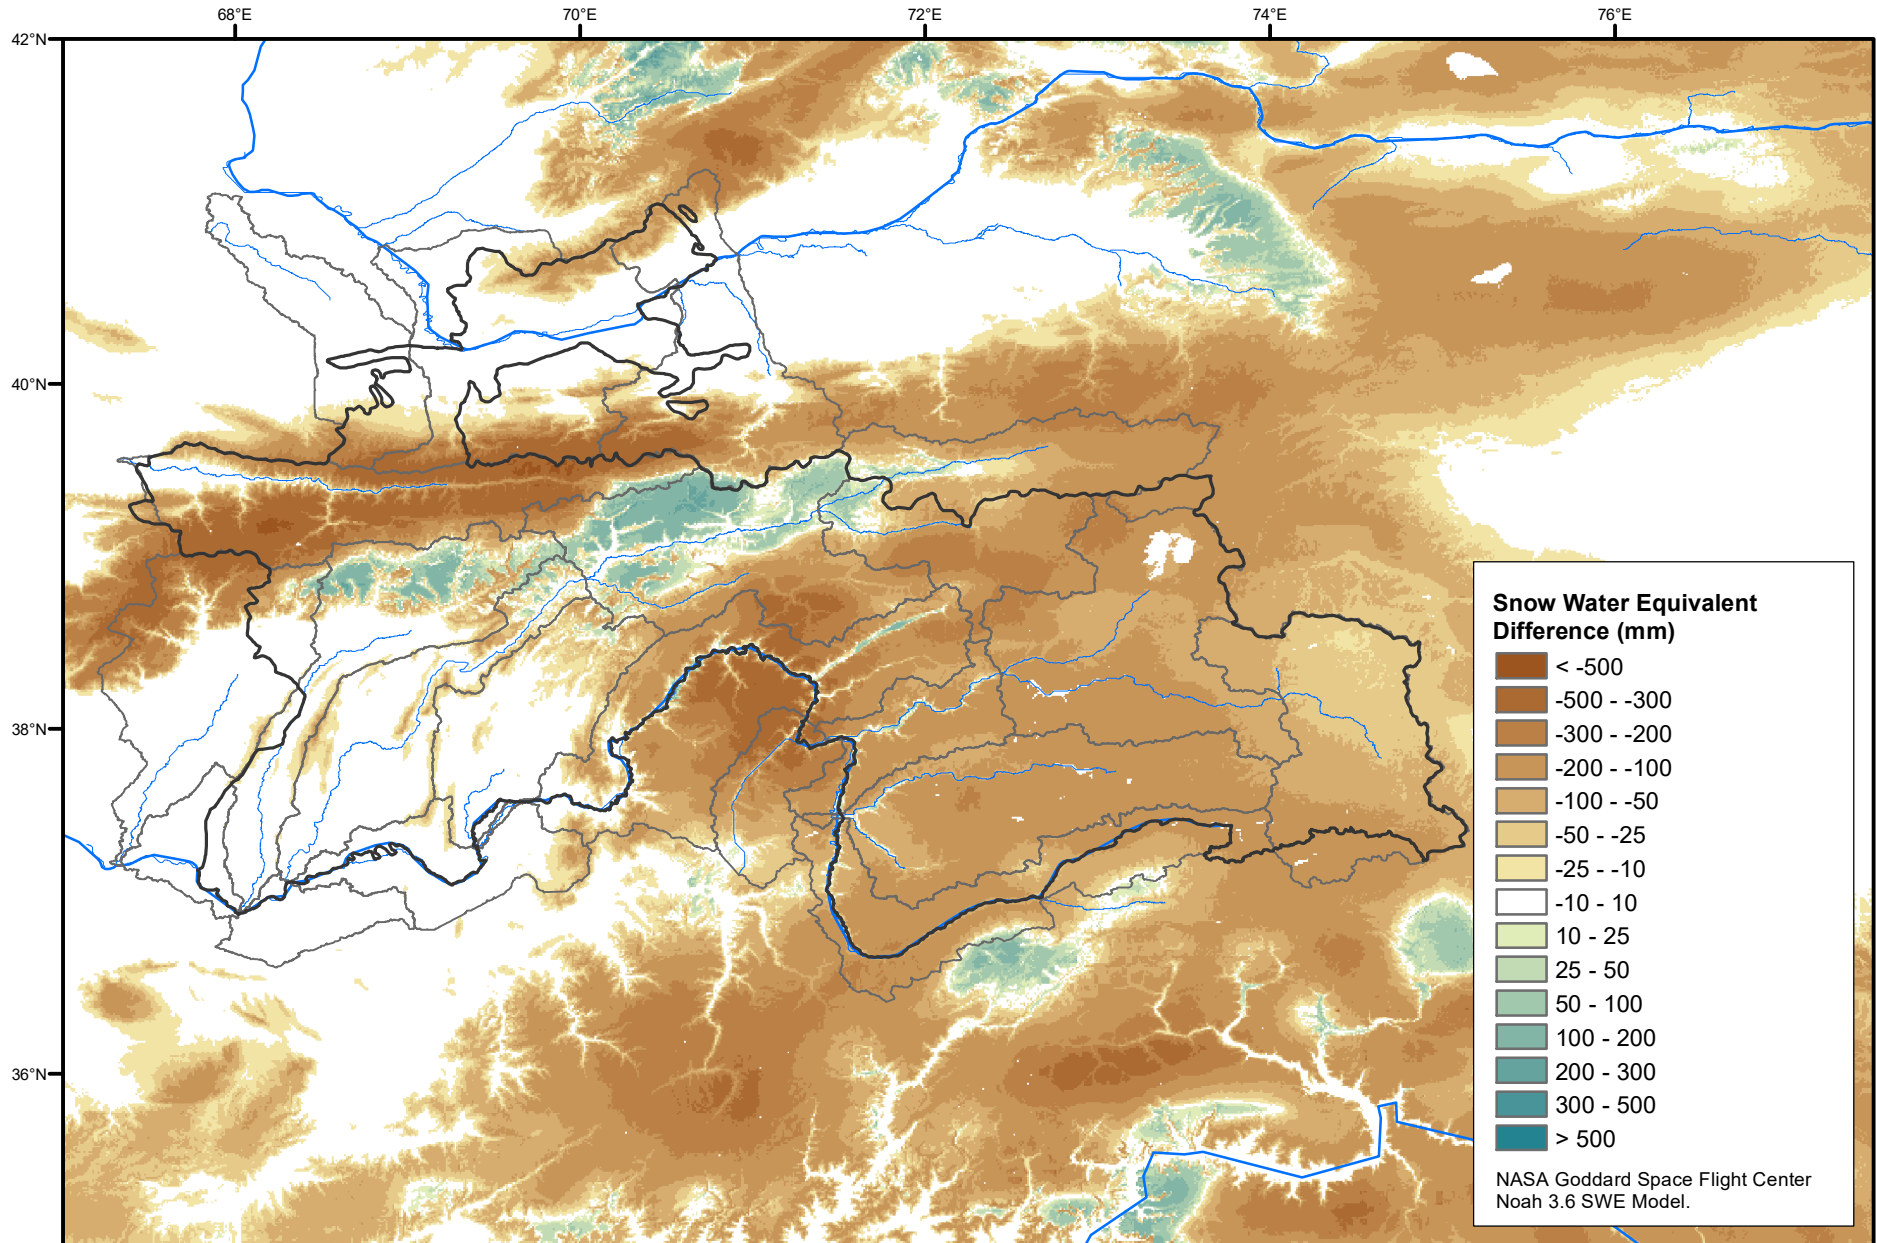 68°E 70°E 72°E 74°E 76°E
42°N
40°N
38°N
36°N
Snow Water Equivalent
Difference (mm)
< -500
-500 - -300
-300 - -200
-200 - -100
-100 - -50
-50 - -25
-25 - -10
-10 - 10
10 - 25
25 - 50
50 - 100
100 - 200
200 - 300
300 - 500
> 500
NASA Goddard Space Flight Center
Noah 3.6 SWE Model.